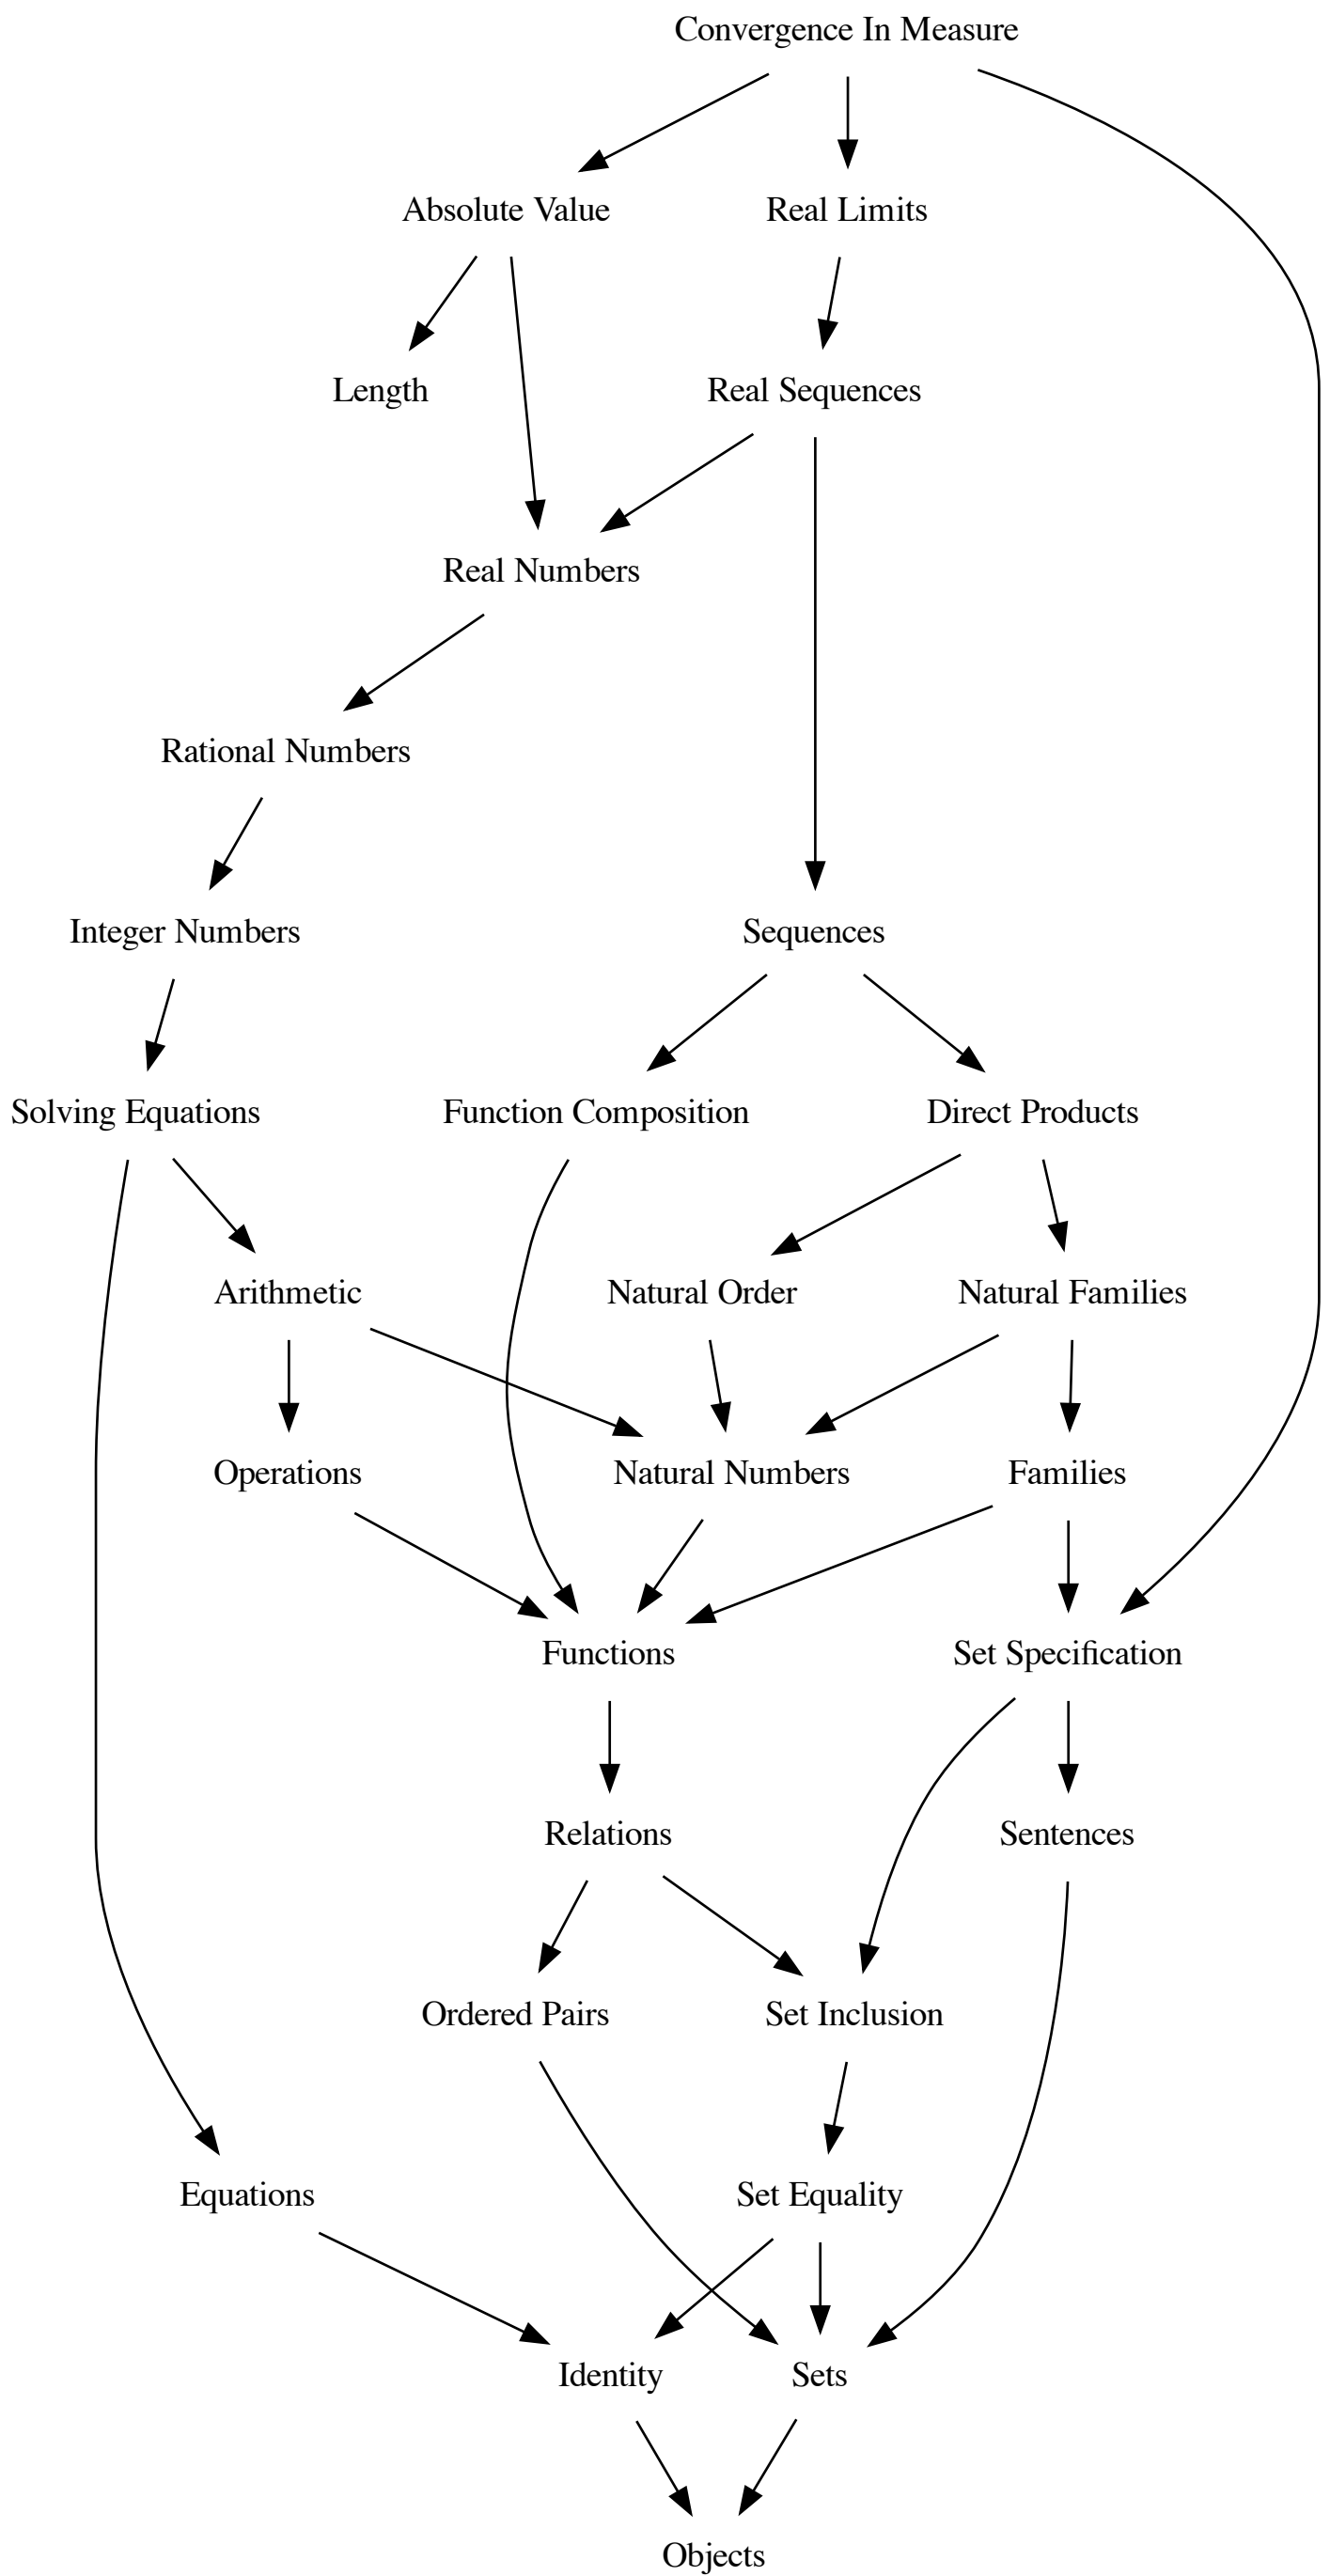 Convergence In Measure
Absolute Value
Real Limits
Length
Real Sequences
Real Numbers
Rational Numbers
Integer Numbers
Sequences
Solving Equations
Function Composition
Direct Products
Arithmetic
Natural Order
Natural Families
Operations
Natural Numbers
Families
Functions
Set Specification
Relations
Sentences
Ordered Pairs
Set Inclusion
Equations
Set Equality
Identity
Sets
Objects